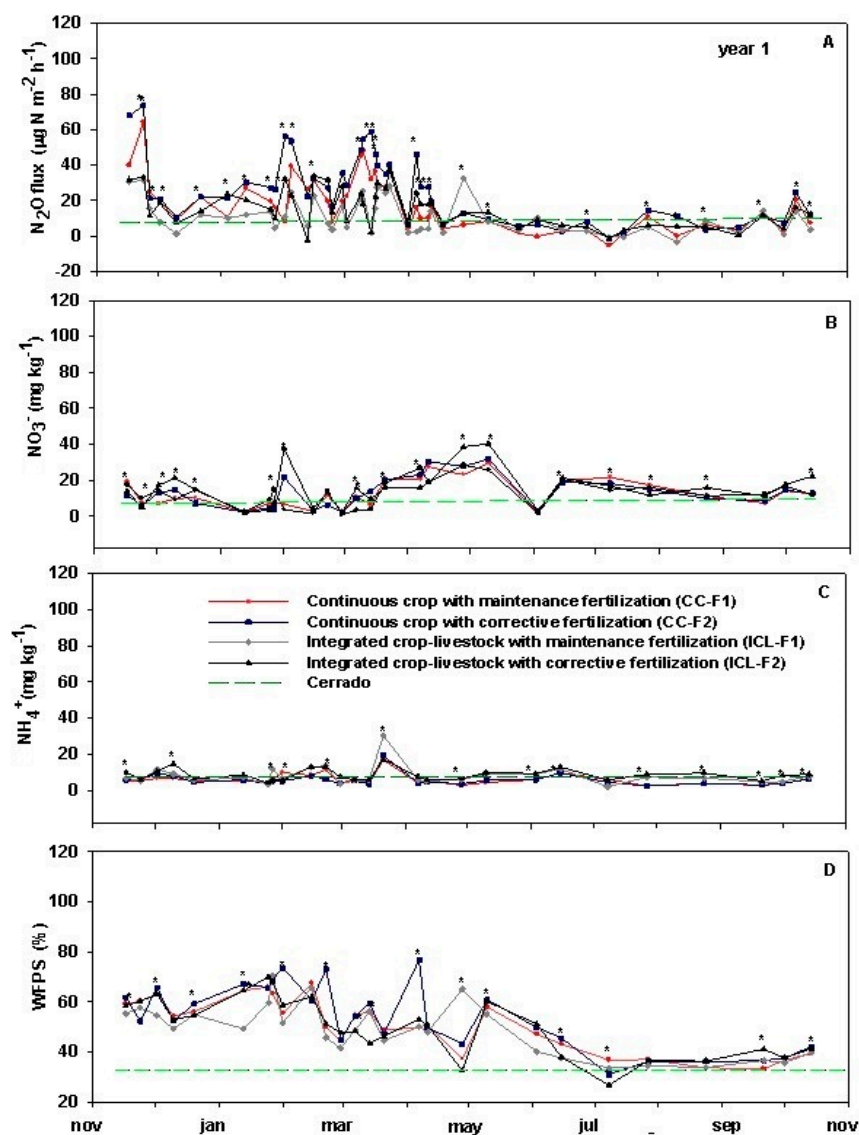 120
100
80
60
40
20
0
-20
N2O flux (µg N m-2 h-1)
year 1
A
120
100
80
60
40
20
0
NO3- (mg kg-1)
B
120
100
80
60
40
20
0
NH4+ (mg kg-1)
C
Continuous crop with maintenance fertilization (CC-F1)
Continuous crop with corrective fertilization (CC-F2)
Integrated crop-livestock with maintenance fertilization (ICL-F1)
Integrated crop-livestock with corrective fertilization (ICL-F2)
Cerrado
120
100
80
60
40
20
WFPS (%)
D
nov jan mar may jul sep nov